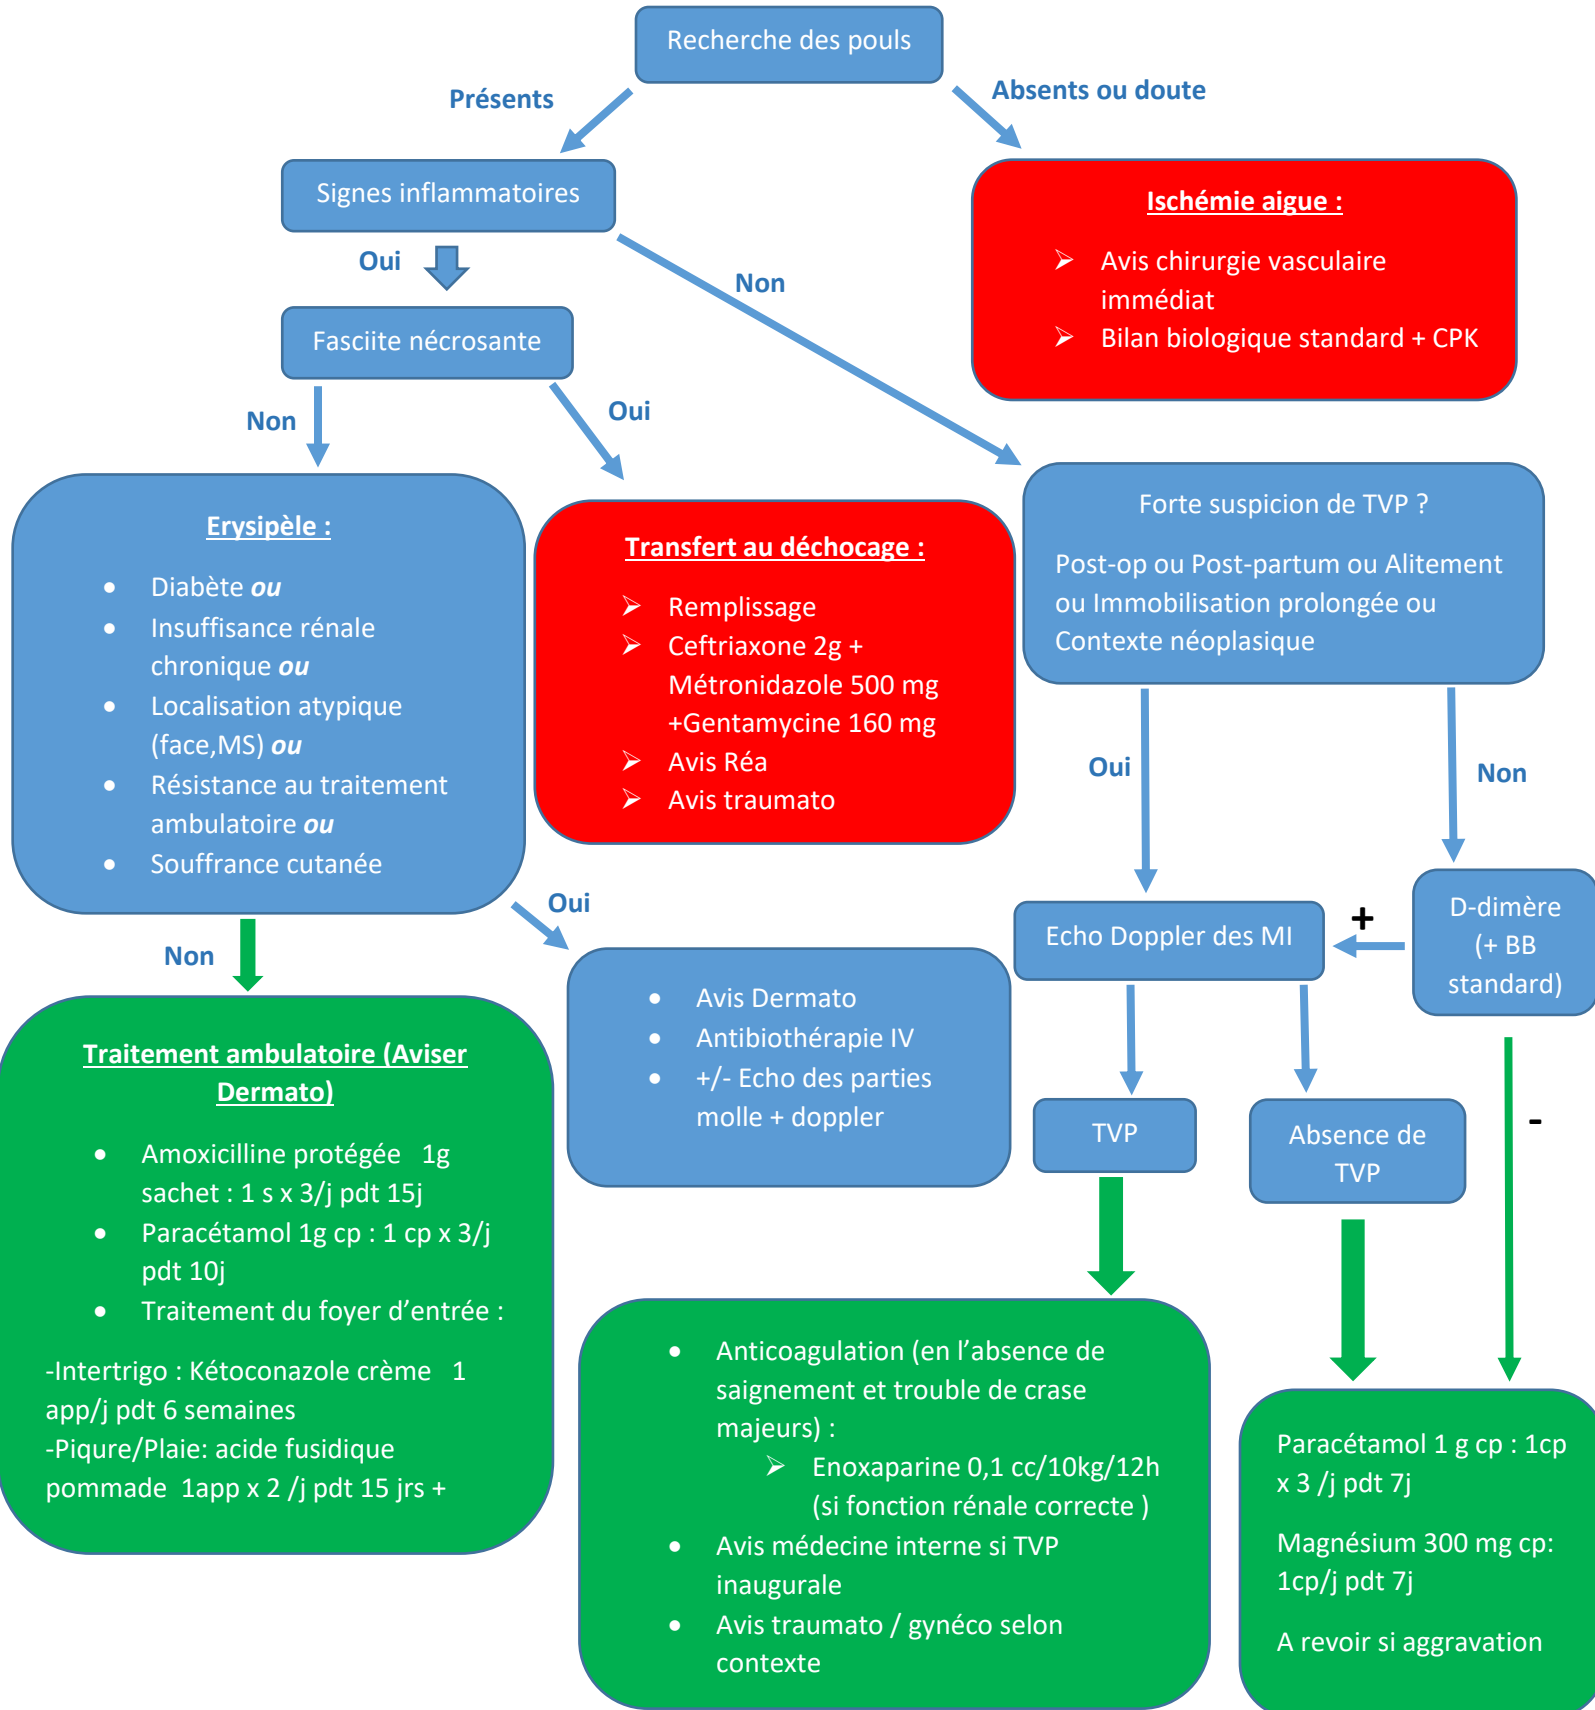 Recherche des pouls
Présents
Absents ou doute
Signes inflammatoires
Ischémie aigue :
➢ Avis chirurgie vasculaire
immédiat
➢ Bilan biologique standard + CPK
Oui
Non
Fasciite nécrosante
Non
Oui
Erysipèle :
• Diabète ou
• Insuffisance rénale
chronique ou
• Localisation atypique
(face,MS) ou
• Résistance au traitement
ambulatoire ou
• Souffrance cutanée
Transfert au déchocage :
➢ Remplissage
➢ Ceftriaxone 2g +
Métronidazole 500 mg
+Gentamycine 160 mg
➢ Avis Réa
➢ Avis traumato
Forte suspicion de TVP ?
Post-op ou Post-partum ou Alitement
ou Immobilisation prolongée ou
Contexte néoplasique
Oui
Non
Oui
Non
Echo Doppler des MI
+
D-dimère
(+ BB
standard)
• Avis Dermato
• Antibiothérapie IV
• +/- Echo des parties
molle + doppler
TVP
Absence de
TVP
-
Traitement ambulatoire (Aviser
Dermato)
• Amoxicilline protégée 1g
sachet : 1 s x 3/j pdt 15j
• Paracétamol 1g cp : 1 cp x 3/j
pdt 10j
• Traitement du foyer d’entrée :
-Intertrigo : Kétoconazole crème 1
app/j pdt 6 semaines
-Piqure/Plaie: acide fusidique
pommade 1app x 2 /j pdt 15 jrs +
• Anticoagulation (en l’absence de
saignement et trouble de crase
majeurs) :
➢ Enoxaparine 0,1 cc/10kg/12h
(si fonction rénale correcte )
• Avis médecine interne si TVP
inaugurale
• Avis traumato / gynéco selon
contexte
Paracétamol 1 g cp : 1cp
x 3 /j pdt 7j
Magnésium 300 mg cp:
1cp/j pdt 7j
A revoir si aggravation